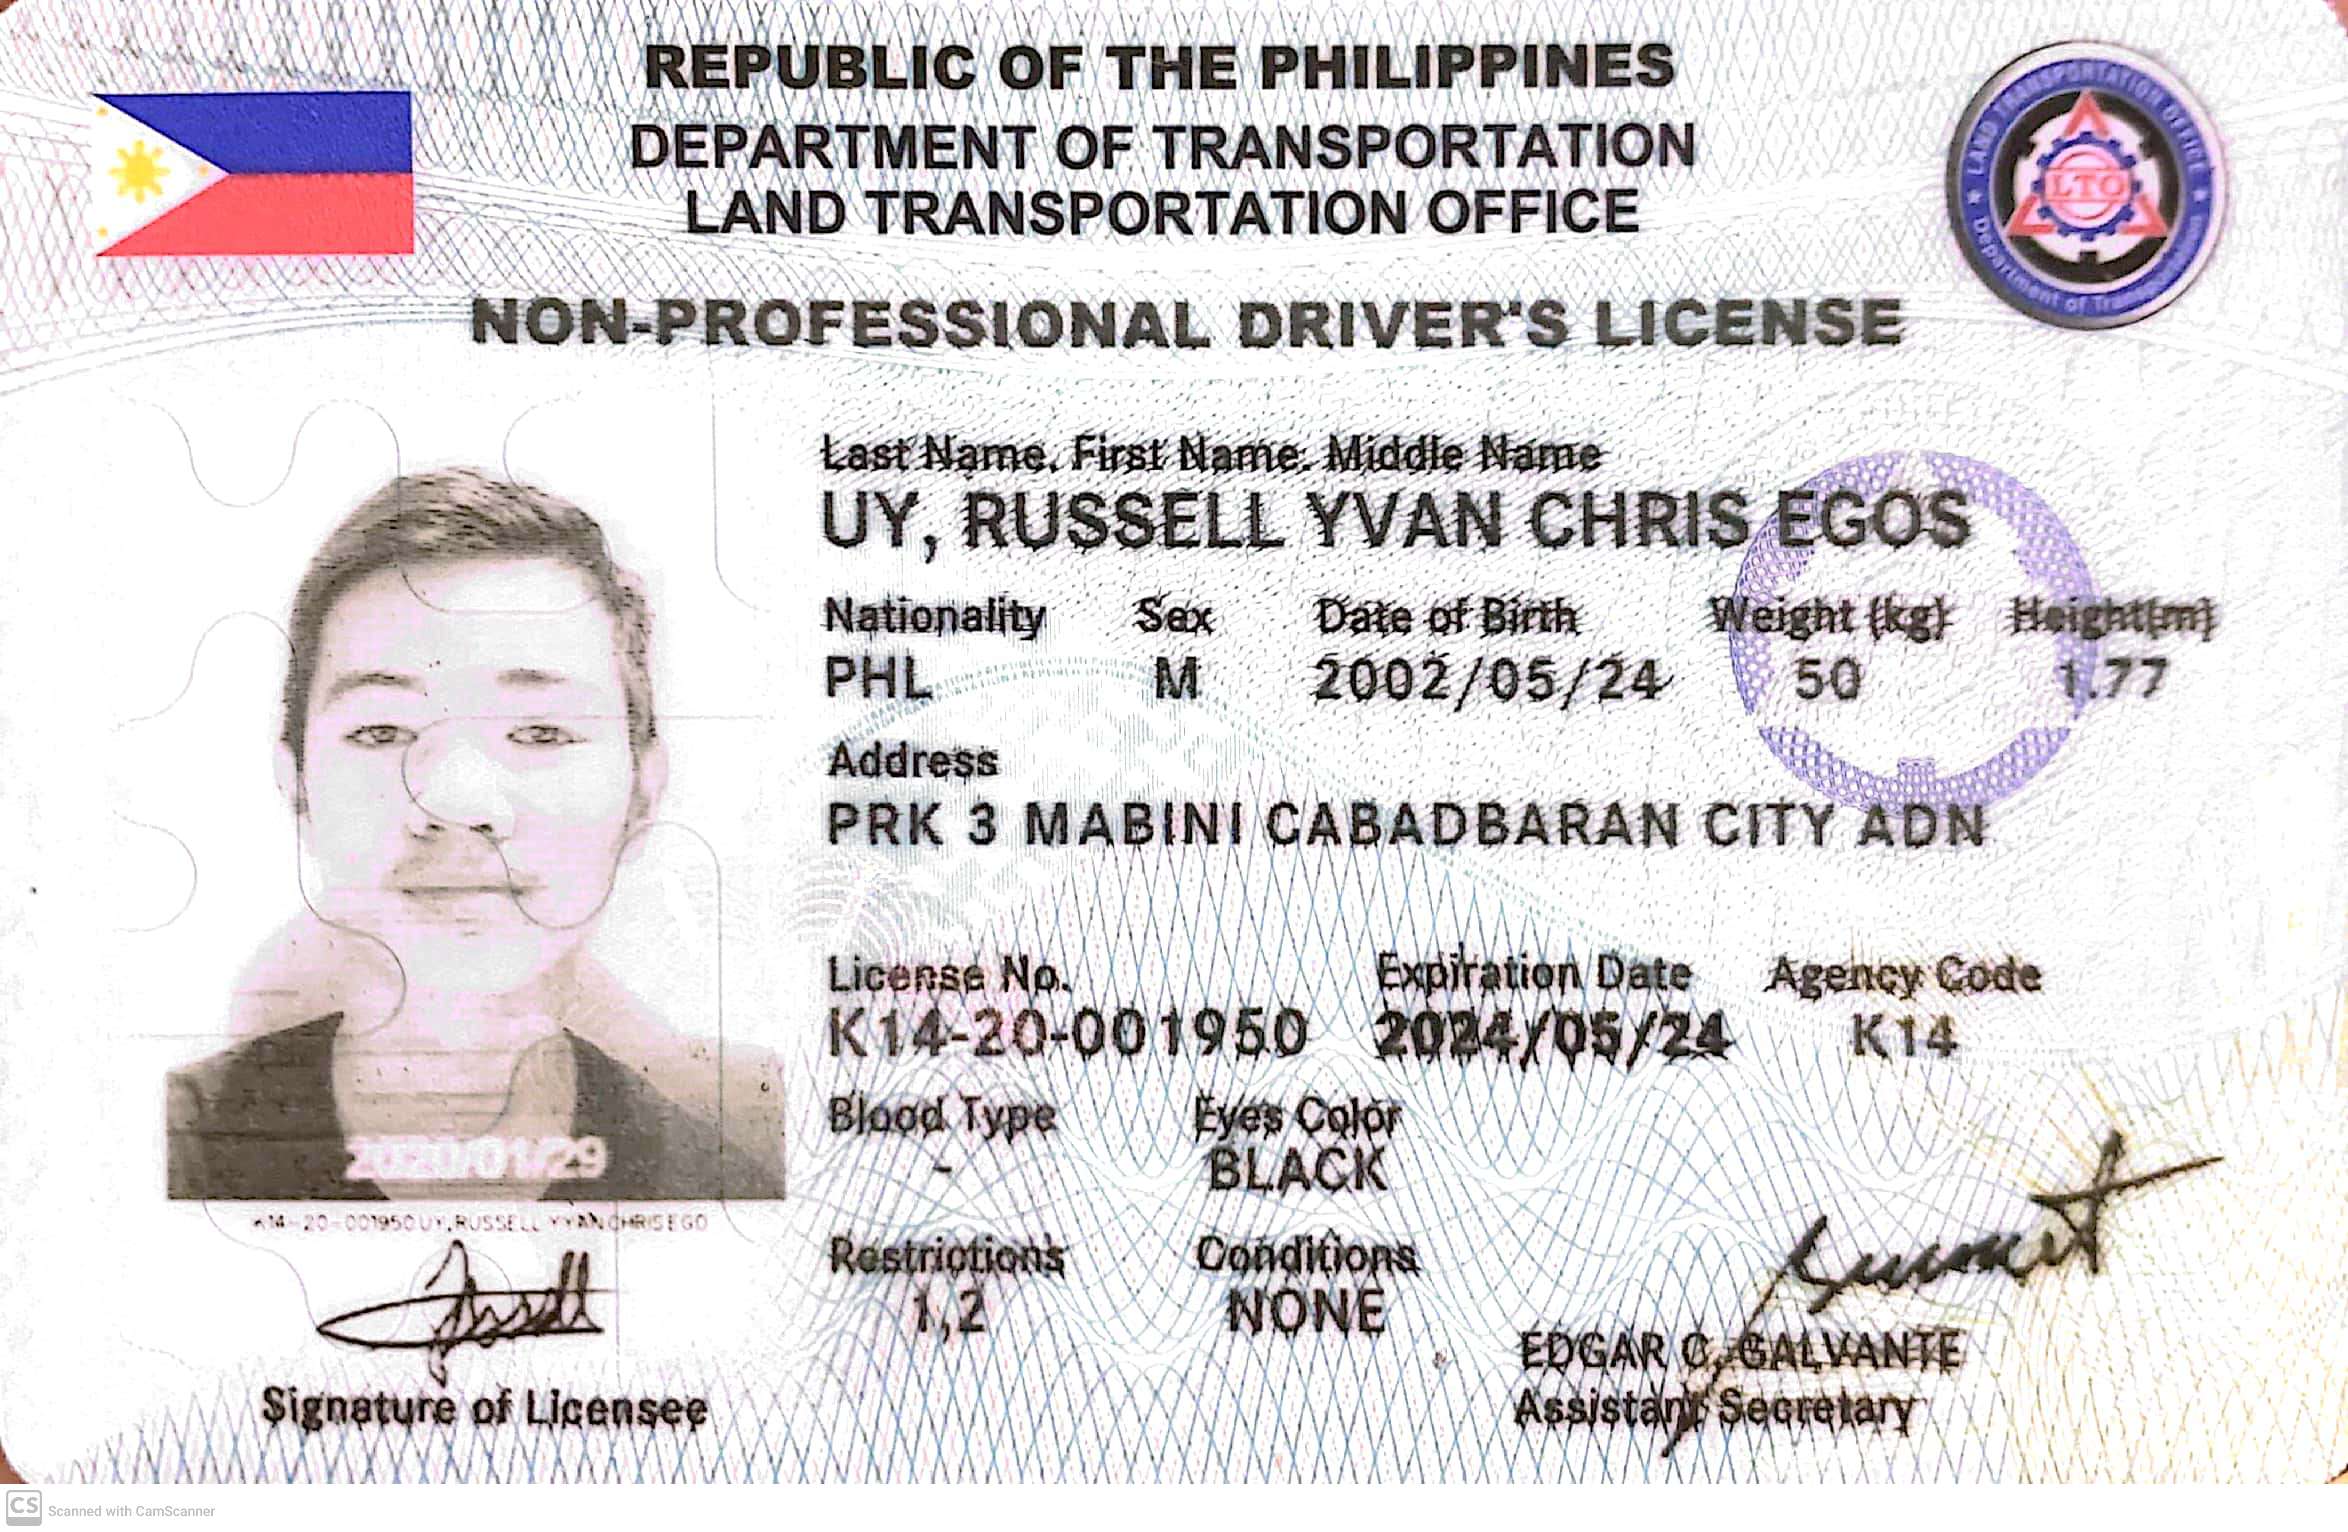 REPUBLIC OF THE PHILIPPINES
DEPARTMENT OF TRANSPORTATION
LAND TRANSPORTATION OFFICE
LAND TRANSPORTATION OFFICE
LTO
Department of Transportation
NON-PROFESSIONAL DRIVER'S LICENSE
Last Name, First Name, Middle Name
UY, RUSSELL YVAN CHRIS EGOS
Nationality Sex Date of Birth Weight (kg) Height(m)
PHL M 2002/05/24 50 1.77
Address
PRK 3 MABINI CABADBARAN CITY ADN
License No. Expiration Date Agency Code
K14-20-001950 2024/05/24 K14
Blood Type Eyes Color
- BLACK
2020/01/29
K14-20-001950 UY, RUSSELL YVAN CHRIS EGO
Restrictions Conditions
1,2 NONE
Signature of Licensee
EDGAR C. GALVANTE
Assistant Secretary
CS Scanned with CamScanner